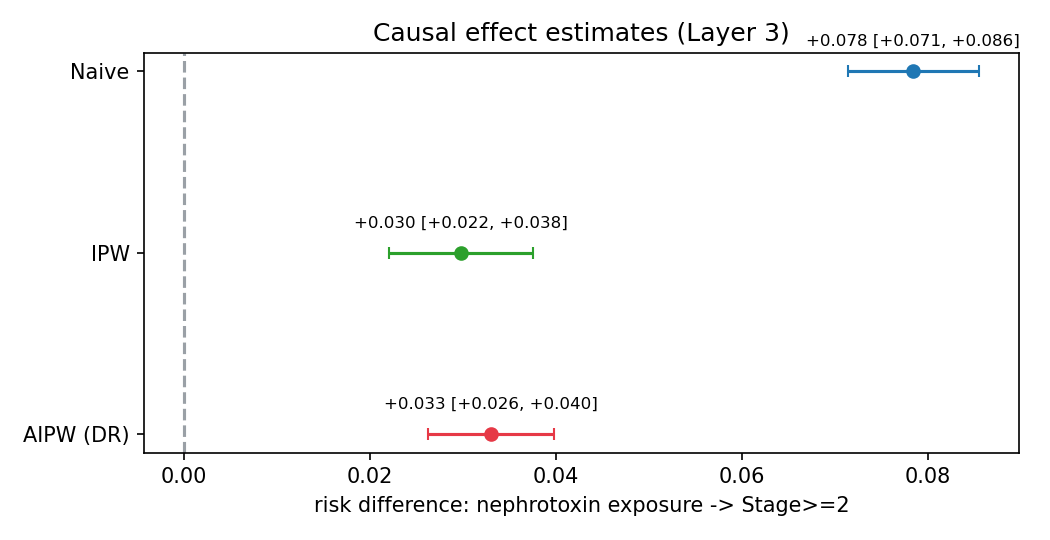 Causal effect estimates (Layer 3)
+0.078 [+0.071, +0.086]
Naive
+0.030 [+0.022, +0.038]
IPW
+0.033 [+0.026, +0.040]
AIPW (DR)
0.00 0.02 0.04 0.06 0.08
risk difference: nephrotoxin exposure -> Stage>=2